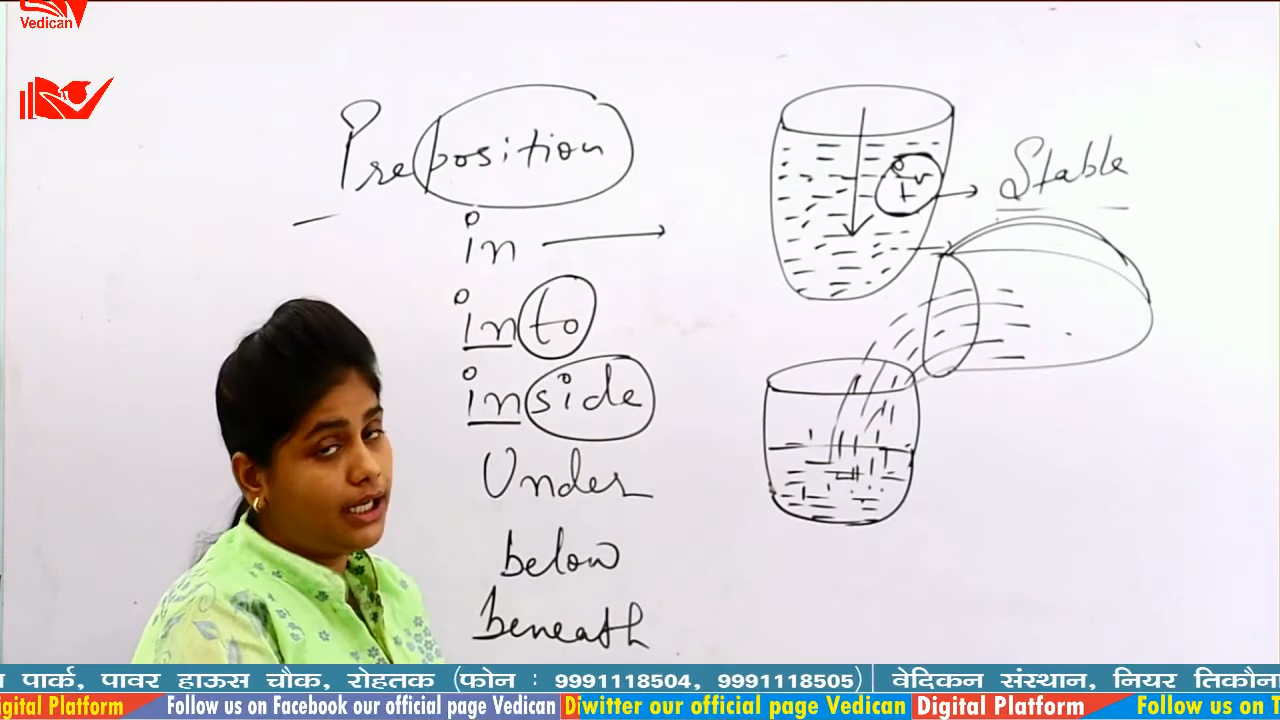 Vedican
Preposition
in
into
inside
Under
below
beneath
Stable
पार्क, पावर हाऊस चौक, रोहतक (फोन : 9991118504, 9991118505) | वेदिकन संस्थान, नियर तिकौना
igital Platform Follow us on Facebook our official page Vedican Diwitter our official page Vedican Digital Platform Follow us on T